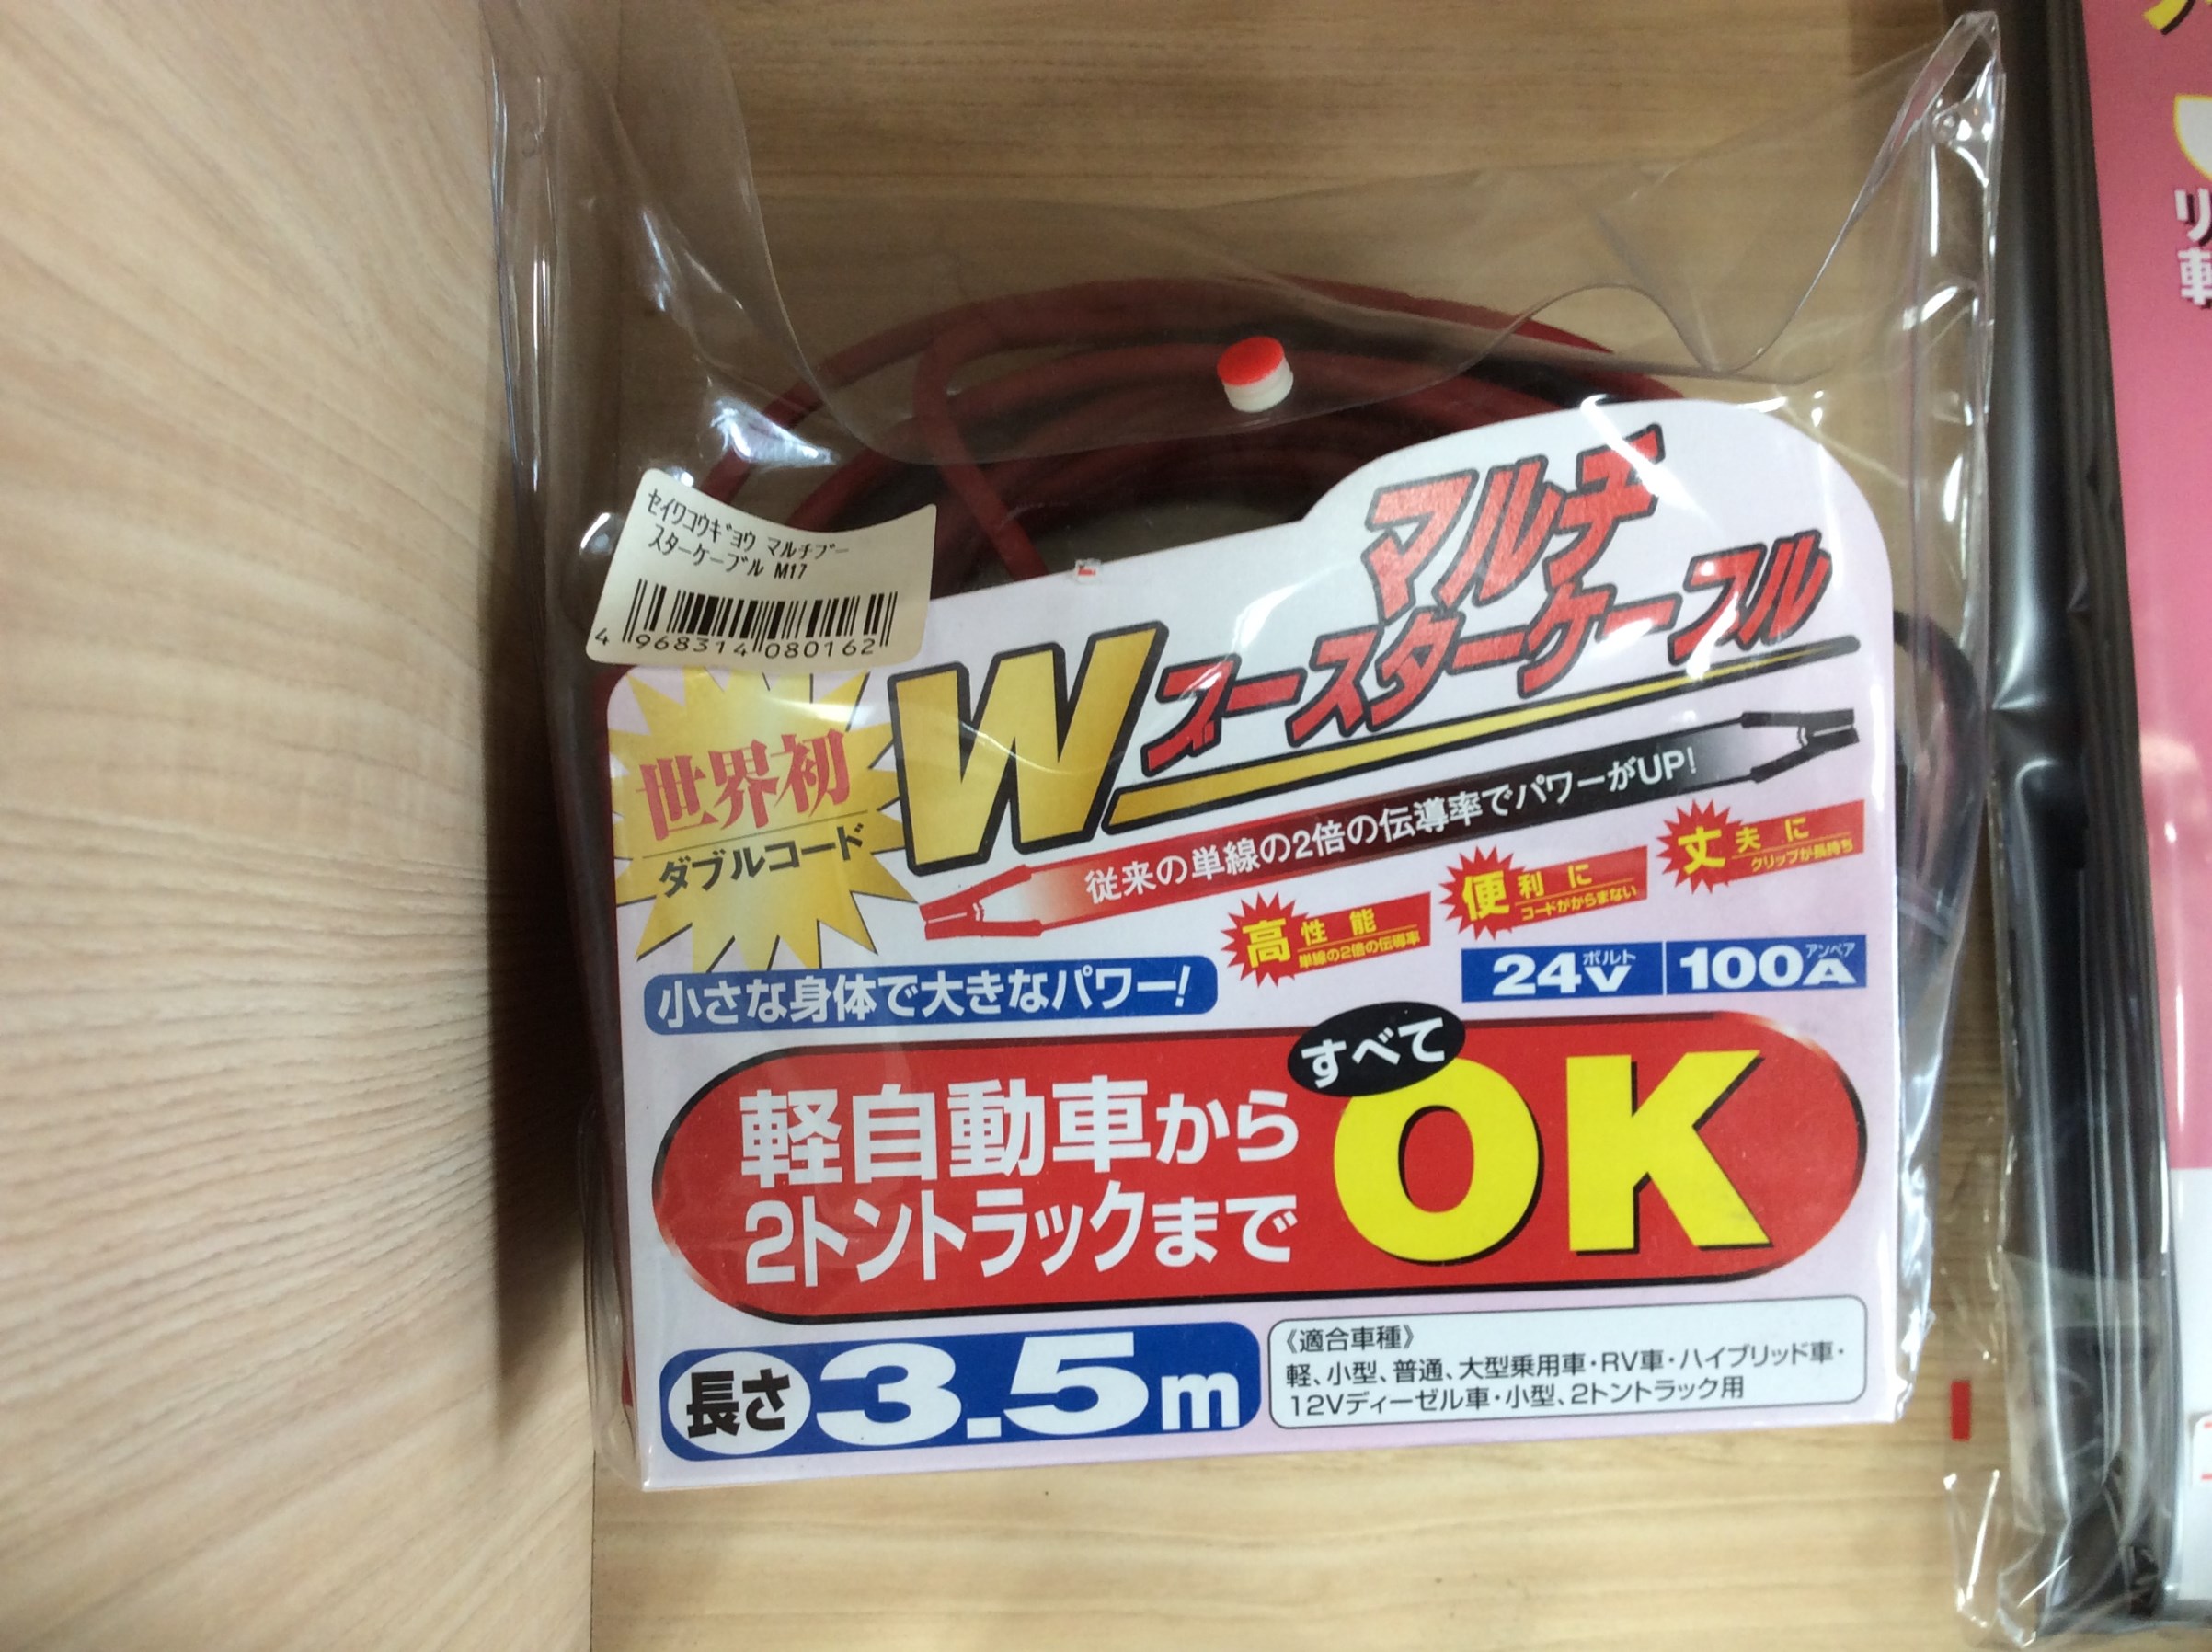 セイワコウギョウ マルチブー
スターケーブル M17
4 968314 080162
マルチ
W ブースターケーブル
世界初
ダブルコード
従来の単線の2倍の伝導率でパワーがUP!
高性能
単線の2倍の伝導率
便利に
コードがからまない
丈夫に
クリップが長持ち
小さな身体で大きなパワー!
24Vボルト 100Aアンペア
軽自動車から
2トントラックまで
すべて
OK
長さ3.5m
《適合車種》
軽、小型、普通、大型乗用車・RV車・ハイブリッド車・
12Vディーゼル車・小型、2トントラック用
リ